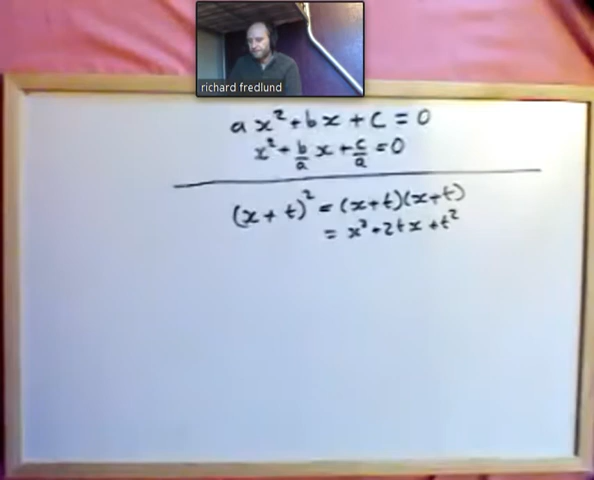 richard fredlund
ax²+bx+c=0
x²+b/a x+c/a=0
(x+t)²=(x+t)(x+t)
=x²+2tx+t²